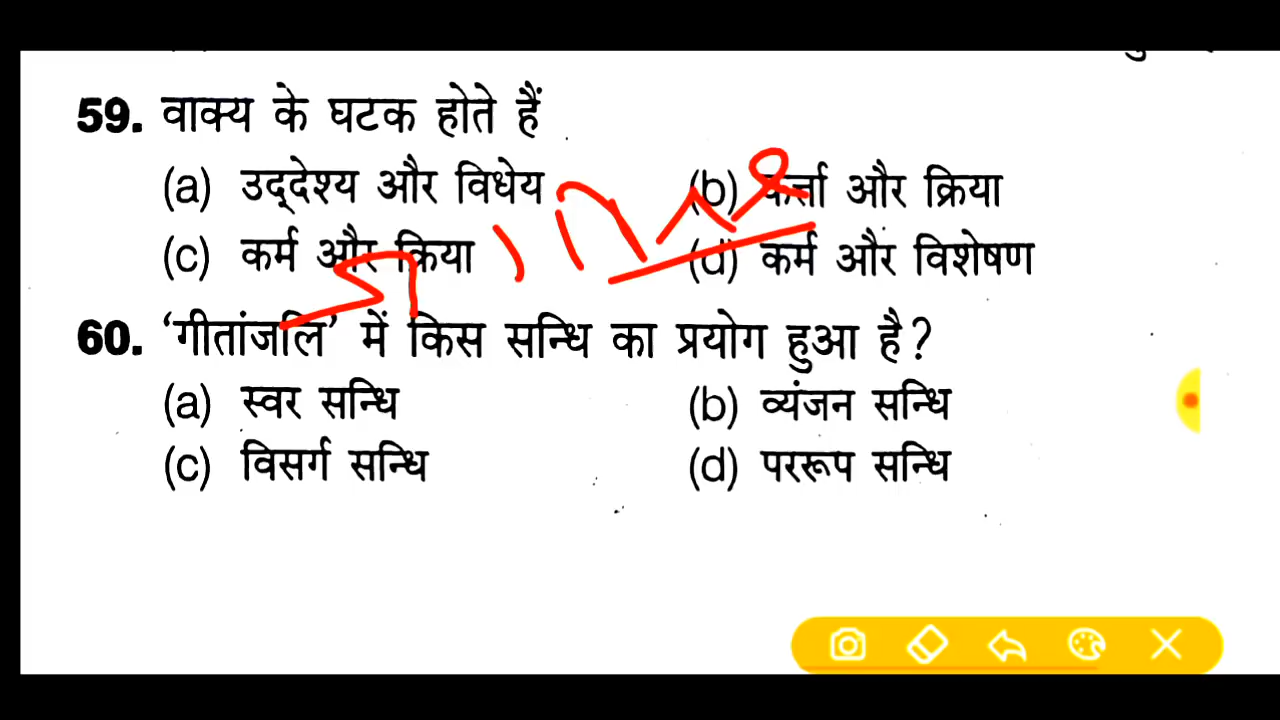 59. वाक्य के घटक होते हैं
(a) उद्देश्य और विधेय (b) कर्त्ता और क्रिया
(c) कर्म और क्रिया (d) कर्म और विशेषण
60. 'गीतांजलि' में किस सन्धि का प्रयोग हुआ है?
(a) स्वर सन्धि (b) व्यंजन सन्धि
(c) विसर्ग सन्धि (d) पररूप सन्धि